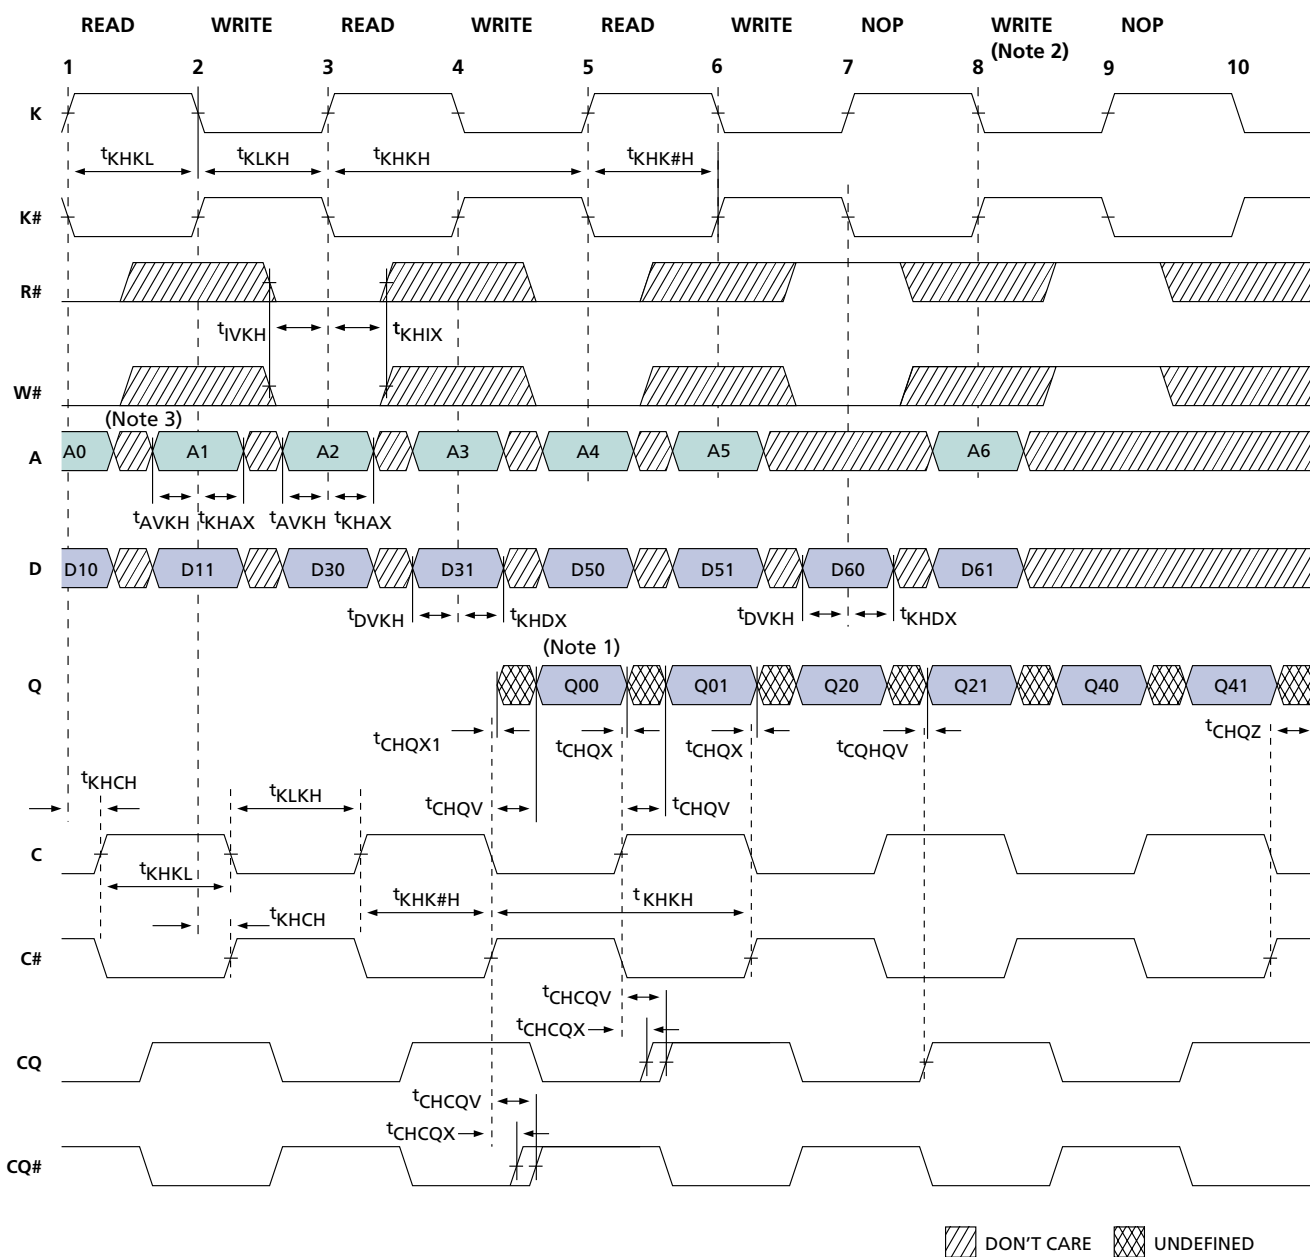 READ WRITE READ WRITE READ WRITE NOP WRITE NOP
(Note 2)
1 2 3 4 5 6 7 8 9 10
K
tKHKL tKLKH tKHKH tKHK#H
K#
R#
tIVKH tKHIX
W#
(Note 3)
A A0 A1 A2 A3 A4 A5 A6
tAVKH tKHAX tAVKH tKHAX
D D10 D11 D30 D31 D50 D51 D60 D61
tDVKH tKHDX tDVKH tKHDX
(Note 1)
Q Q00 Q01 Q20 Q21 Q40 Q41
tCHQX1 tCHQX tCHQX tCQHQV tCHQZ
tKHCH tKLKH tCHQV tCHQV
C
tKHKL tKHK#H tKHKH
tKHCH
C#
tCHCQV
tCHCQX
CQ
tCHCQV
tCHCQX
CQ#
DON'T CARE UNDEFINED